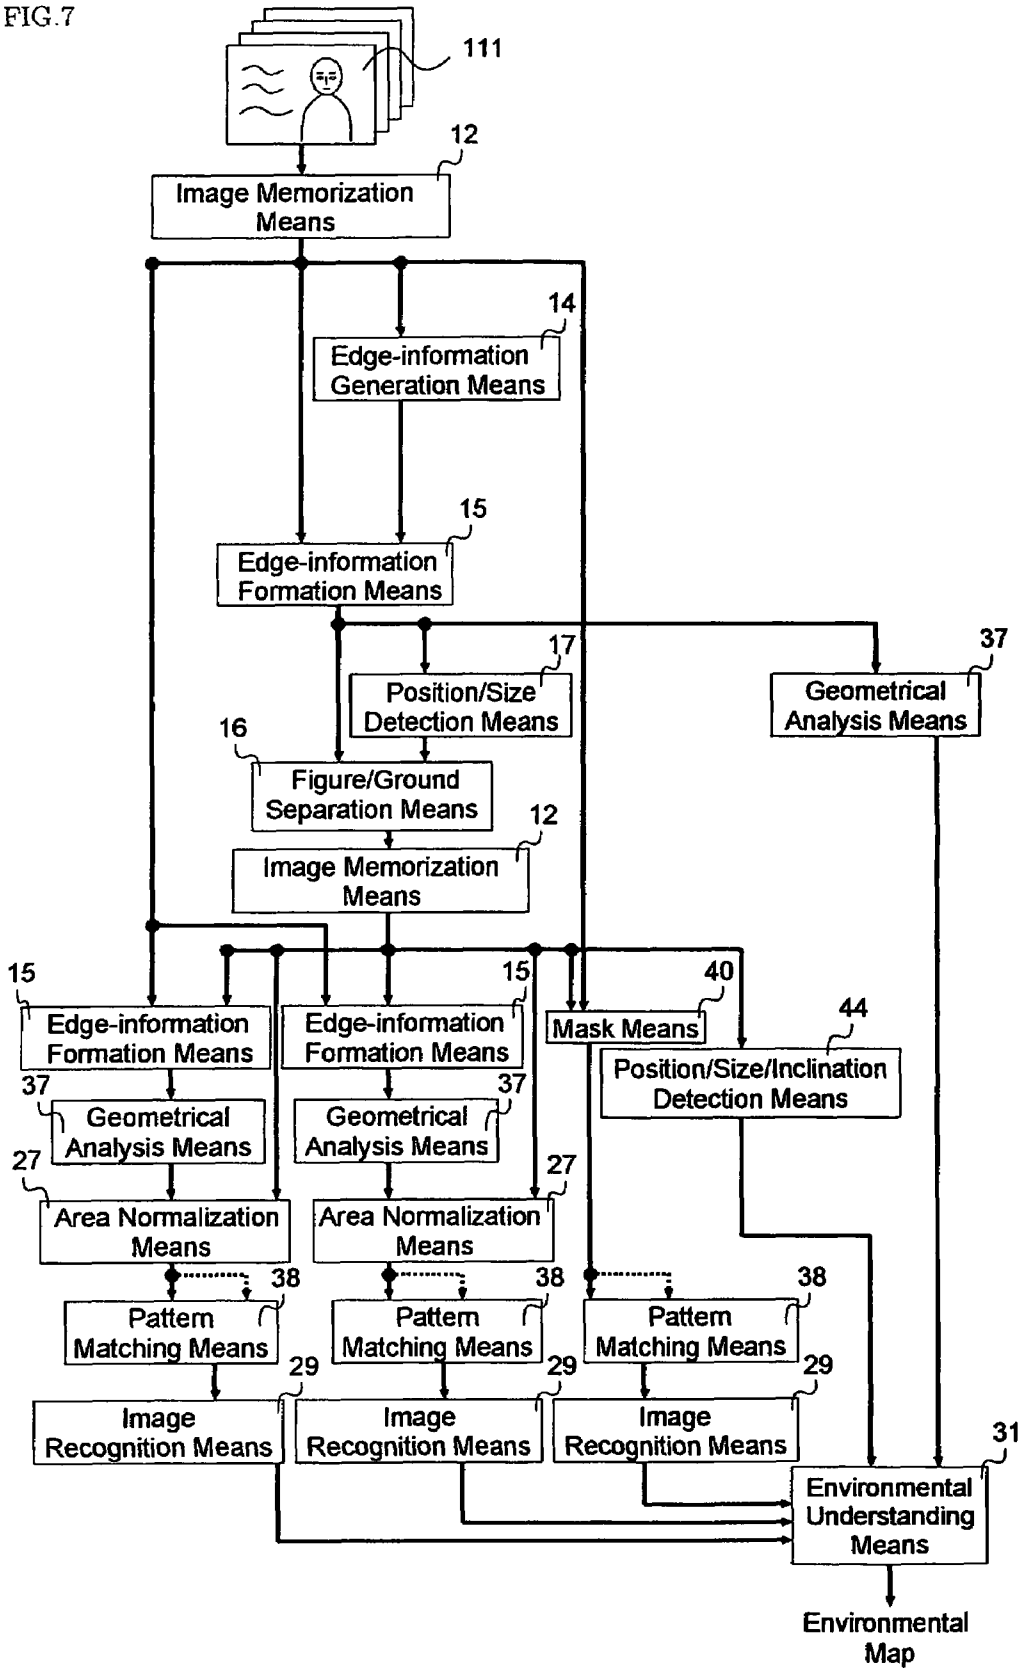 FIG.7
111
12
Image Memorization
Means
14
Edge-information
Generation Means
15
Edge-information
Formation Means
17
Position/Size
Detection Means
37
Geometrical
Analysis Means
16
Figure/Ground
Separation Means
12
Image Memorization
Means
15
Edge-information
Formation Means
15
Edge-information
Formation Means
40
Mask Means
44
Position/Size/Inclination
Detection Means
37
Geometrical
Analysis Means
37
Geometrical
Analysis Means
27
Area Normalization
Means
27
Area Normalization
Means
38
Pattern
Matching Means
38
Pattern
Matching Means
38
Pattern
Matching Means
29
Image
Recognition Means
29
Image
Recognition Means
29
Image
Recognition Means
31
Environmental
Understanding
Means
Environmental
Map